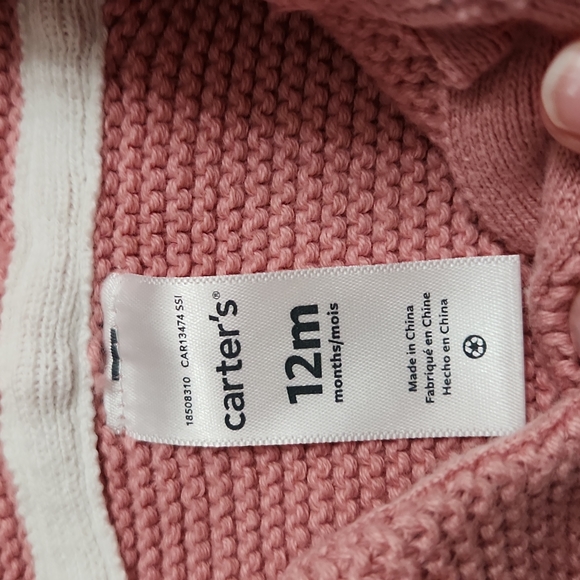 18508310 CAR13474 SSI
carter's®
12m
months/mois
Made in China
Fabriqué en Chine
Hecho en China